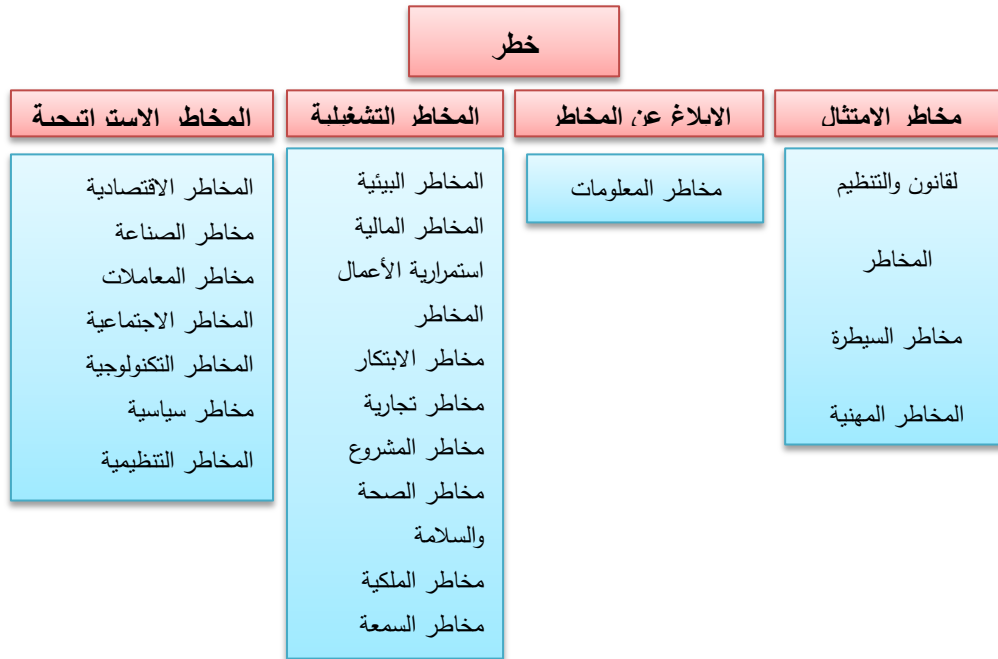 خطر
مخاطر الامتثال
لقانون والتنظيم
المخاطر
مخاطر السيطرة
المخاطر المهنية
الابلاغ عن المخاطر
مخاطر المعلومات
المخاطر التشغيلية
المخاطر البيئية
المخاطر المالية
استمرارية الأعمال
المخاطر
مخاطر الابتكار
مخاطر تجارية
مخاطر المشروع
مخاطر الصحة
والسلامة
مخاطر الملكية
مخاطر السمعة
المخاطر الاستراتيجية
المخاطر الاقتصادية
مخاطر الصناعة
مخاطر المعاملات
المخاطر الاجتماعية
المخاطر التكنولوجية
مخاطر سياسية
المخاطر التنظيمية